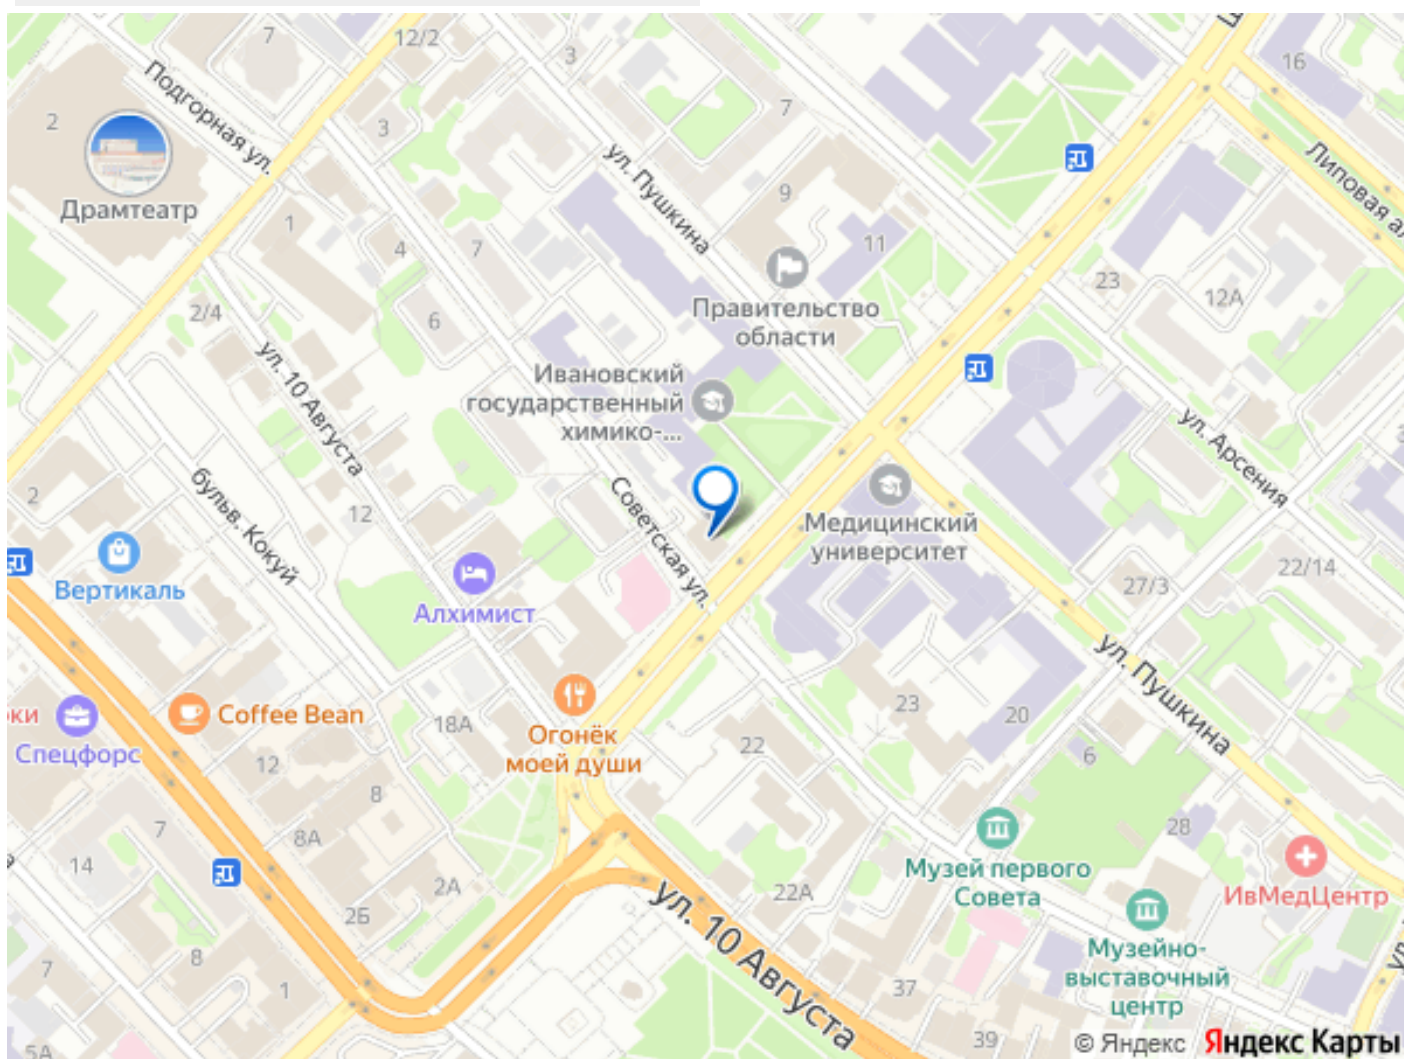 7
12/2
3
16
Подгорная ул.
2
3
7
ул. Пушкина
Липовая ал
Драмтеатр
9
1
4
7
11
Правительство
области
23
12А
2/4
6
ул. 10 Августа
Ивановский
государственный
химико-...
ул. Арсения
2
бульв. Кокуй
12
Советская ул.
Медицинский
университет
Вертикаль
Алхимист
27/3
22/14
ки
Спецфорс
Coffee Bean
18А
Огонёк
моей души
22
23
20
ул. Пушкина
6
12
8
7
8А
14
2А
2Б
28
Музей первого
Совета
ИвМедЦентр
22А
ул. 10 Августа
Музейно-
выставочный
центр
8
7
1
37
39
5А
© Яндекс Яндекс Карты